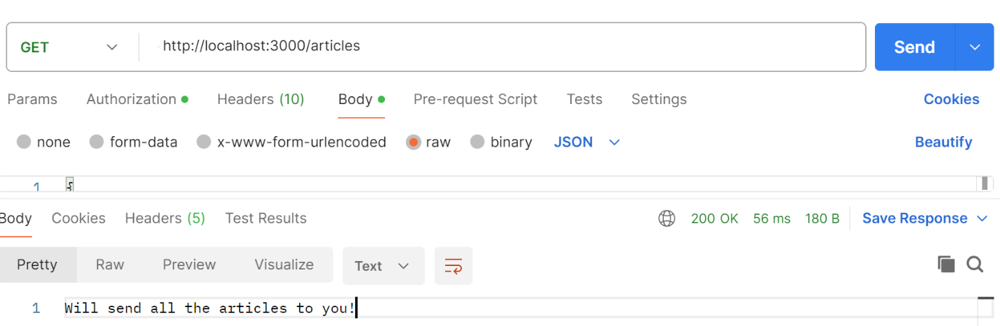 GET http://localhost:3000/articles Send
Params Authorization Headers (10) Body Pre-request Script Tests Settings Cookies
none form-data x-www-form-urlencoded raw binary JSON Beautify
1 {
Body Cookies Headers (5) Test Results 200 OK 56 ms 180 B Save Response
Pretty Raw Preview Visualize Text
1 Will send all the articles to you!